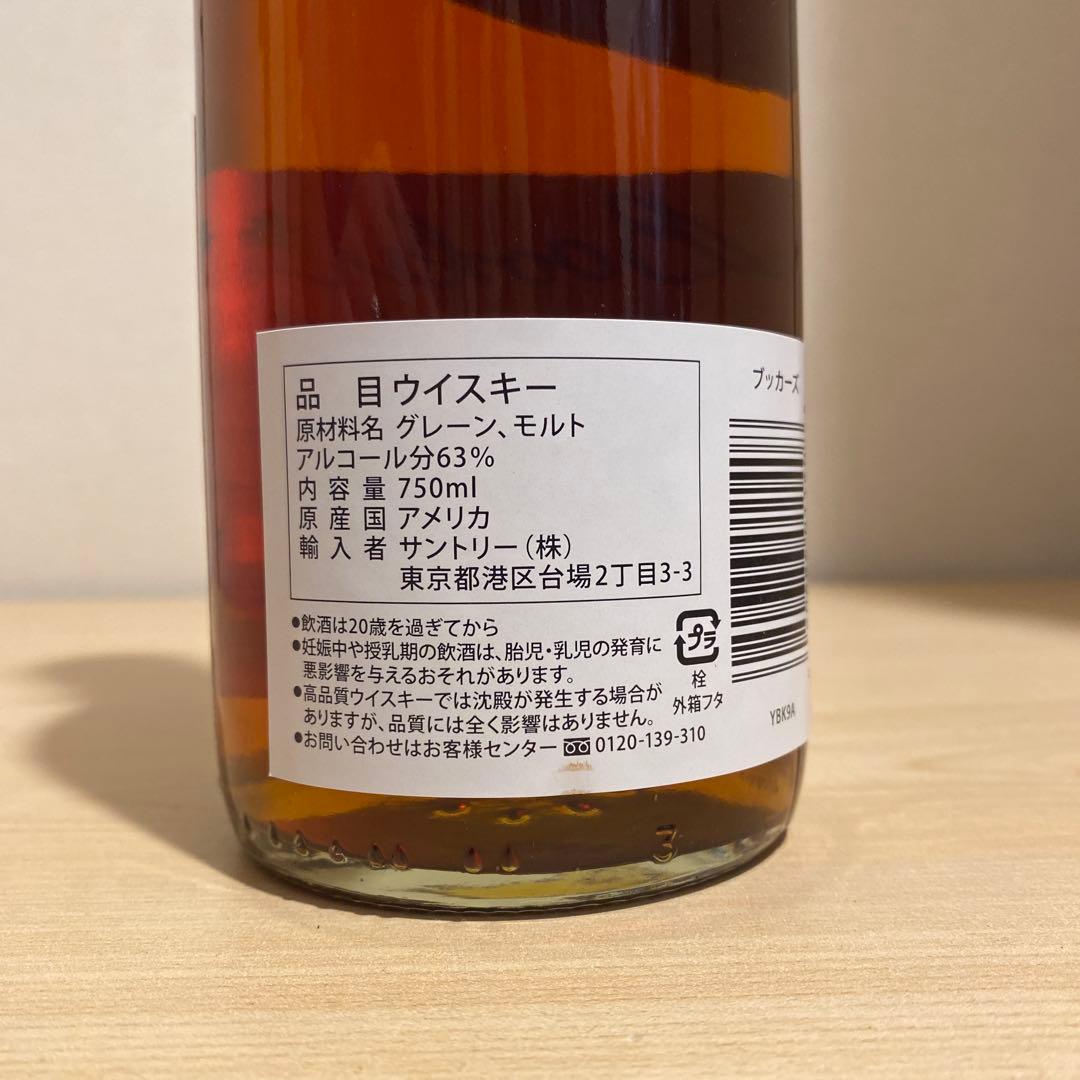 品 目 ウイスキー
原材料名 グレーン、モルト
アルコール分63%
内容量 750ml
原産国 アメリカ
輸入者 サントリー(株)
東京都港区台場2丁目3-3
●飲酒は20歳を過ぎてから
●妊娠中や授乳期の飲酒は、胎児・乳児の発育に
悪影響を与えるおそれがあります。
●高品質ウイスキーでは沈殿が発生する場合が
ありますが、品質には全く影響はありません。
●お問い合わせはお客様センター 0120-139-310
プラ
栓
外箱フタ
ブッカーズ
YBK9A
3